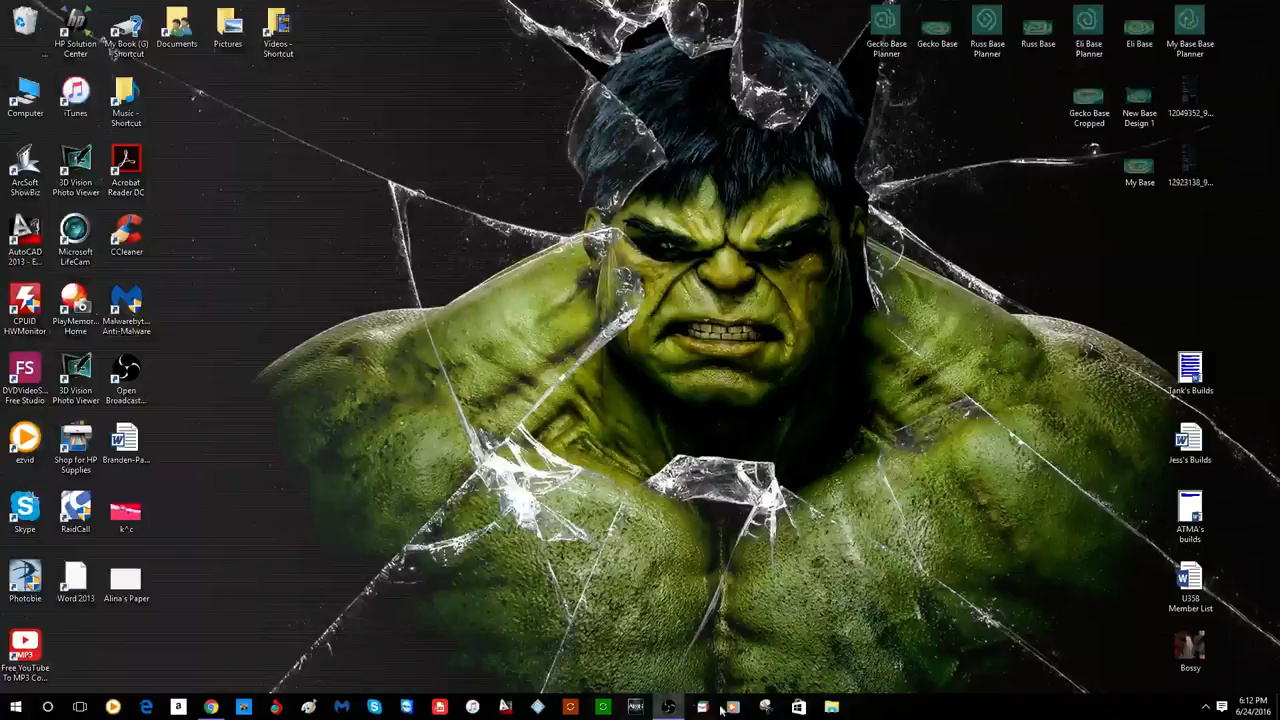 ...
HP Solution
Center
My Book (G)
Shortcut
Documents
Pictures
Videos -
Shortcut
Gecko Base
Planner
Gecko Base
Russ Base
Planner
Russ Base
Eli Base
Planner
Eli Base
My Base Base
Planner
Computer
iTunes
Music -
Shortcut
Gecko Base
Cropped
New Base
Design 1
12049352_9...
ArcSoft
ShowBiz
3D Vision
Photo Viewer
Acrobat
Reader DC
My Base
12923138_9...
AutoCAD
2013 - E...
Microsoft
LifeCam
CCleaner
CPUID
HWMonitor
PlayMemor...
Home
Malwarebyt...
Anti-Malware
FS
DVDVideoS...
Free Studio
3D Vision
Photo Viewer
Open
Broadcast...
Tank's Builds
ezvid
Shop for HP
Supplies
Branden-Pa...
Jess's Builds
Skype
RaidCall
k^c
ATMA's
builds
Photobie
Word 2013
Alina's Paper
U358
Member List
MP3
Free YouTube
To MP3 Co...
Bossy
6:12 PM
6/24/2016